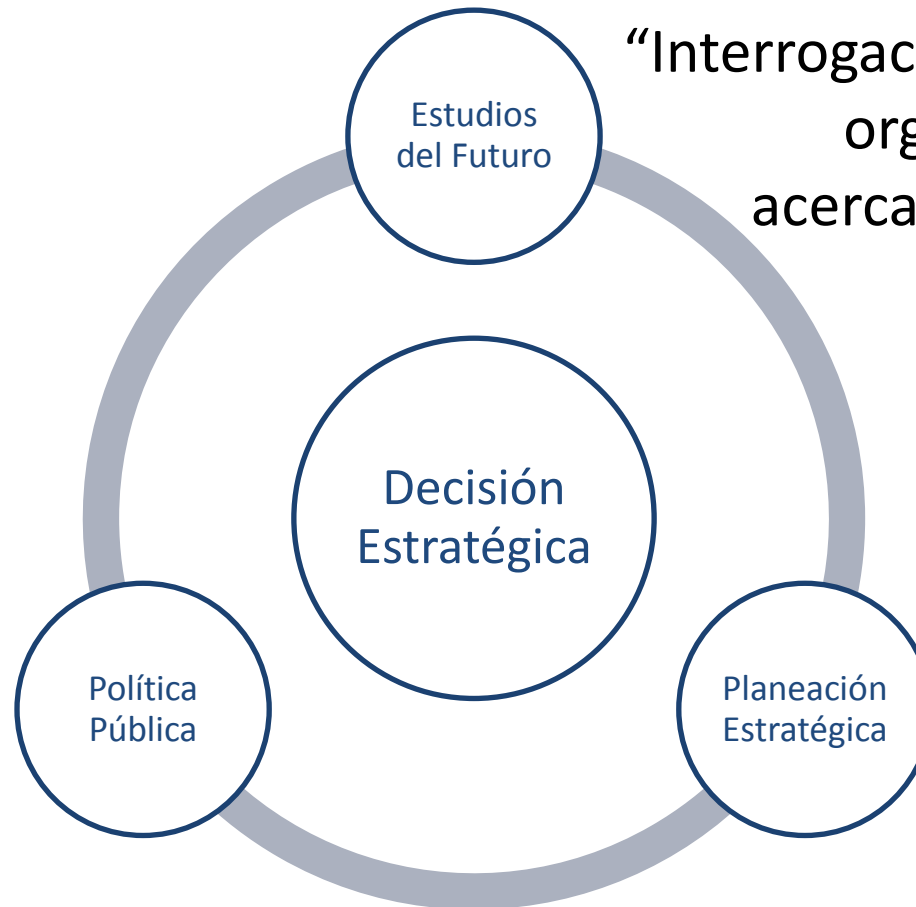 “Interrogac
org
acerca
Estudios
del Futuro
Decisión
Estratégica
Política
Pública
Planeación
Estratégica